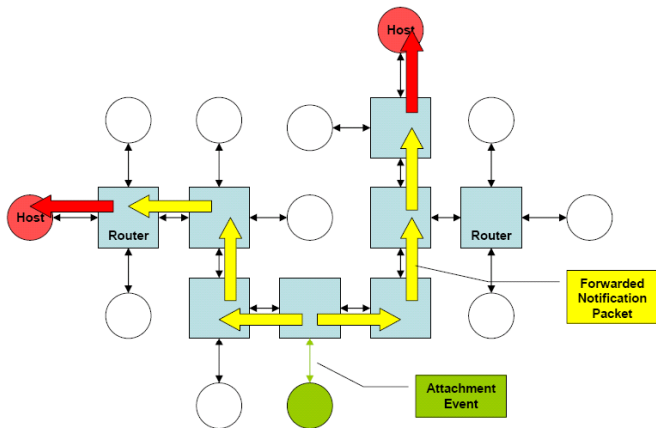 Host
Host
Router
Router
Forwarded
Notification
Packet
Attachment
Event